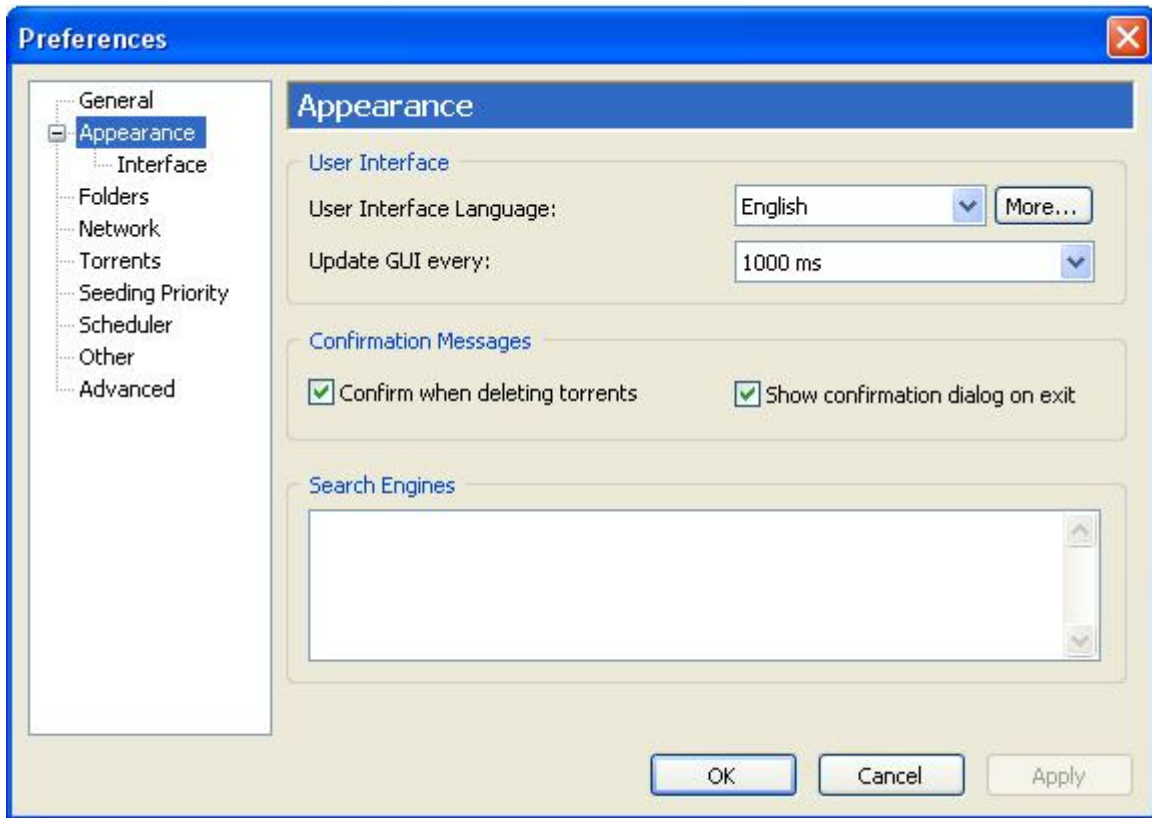 Preferences
General
Appearance
Interface
Folders
Network
Torrents
Seeding Priority
Scheduler
Other
Advanced
Appearance
User Interface
User Interface Language:
English
More...
Update GUI every:
1000 ms
Confirmation Messages
Confirm when deleting torrents
Show confirmation dialog on exit
Search Engines
OK
Cancel
Apply